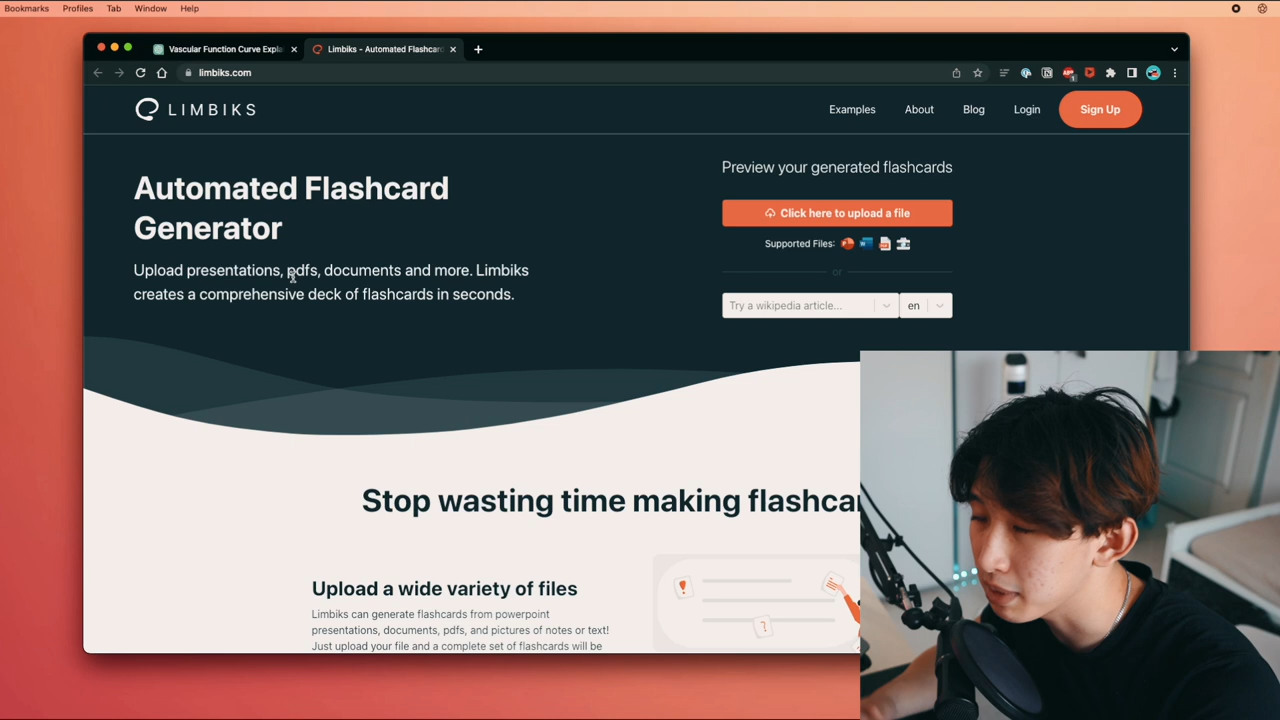 Bookmarks Profiles Tab Window Help
Vascular Function Curve Expla
Limbiks - Automated Flashcar
limbiks.com
LIMBIKS
Examples About Blog Login Sign Up
Automated Flashcard
Generator
Upload presentations, pdfs, documents and more. Limbiks
creates a comprehensive deck of flashcards in seconds.
Preview your generated flashcards
Click here to upload a file
Supported Files:
or
Try a wikipedia article...
en
Stop wasting time making flashcar
Upload a wide variety of files
Limbiks can generate flashcards from powerpoint
presentations, documents, pdfs, and pictures of notes or text!
Just upload your file and a complete set of flashcards will be